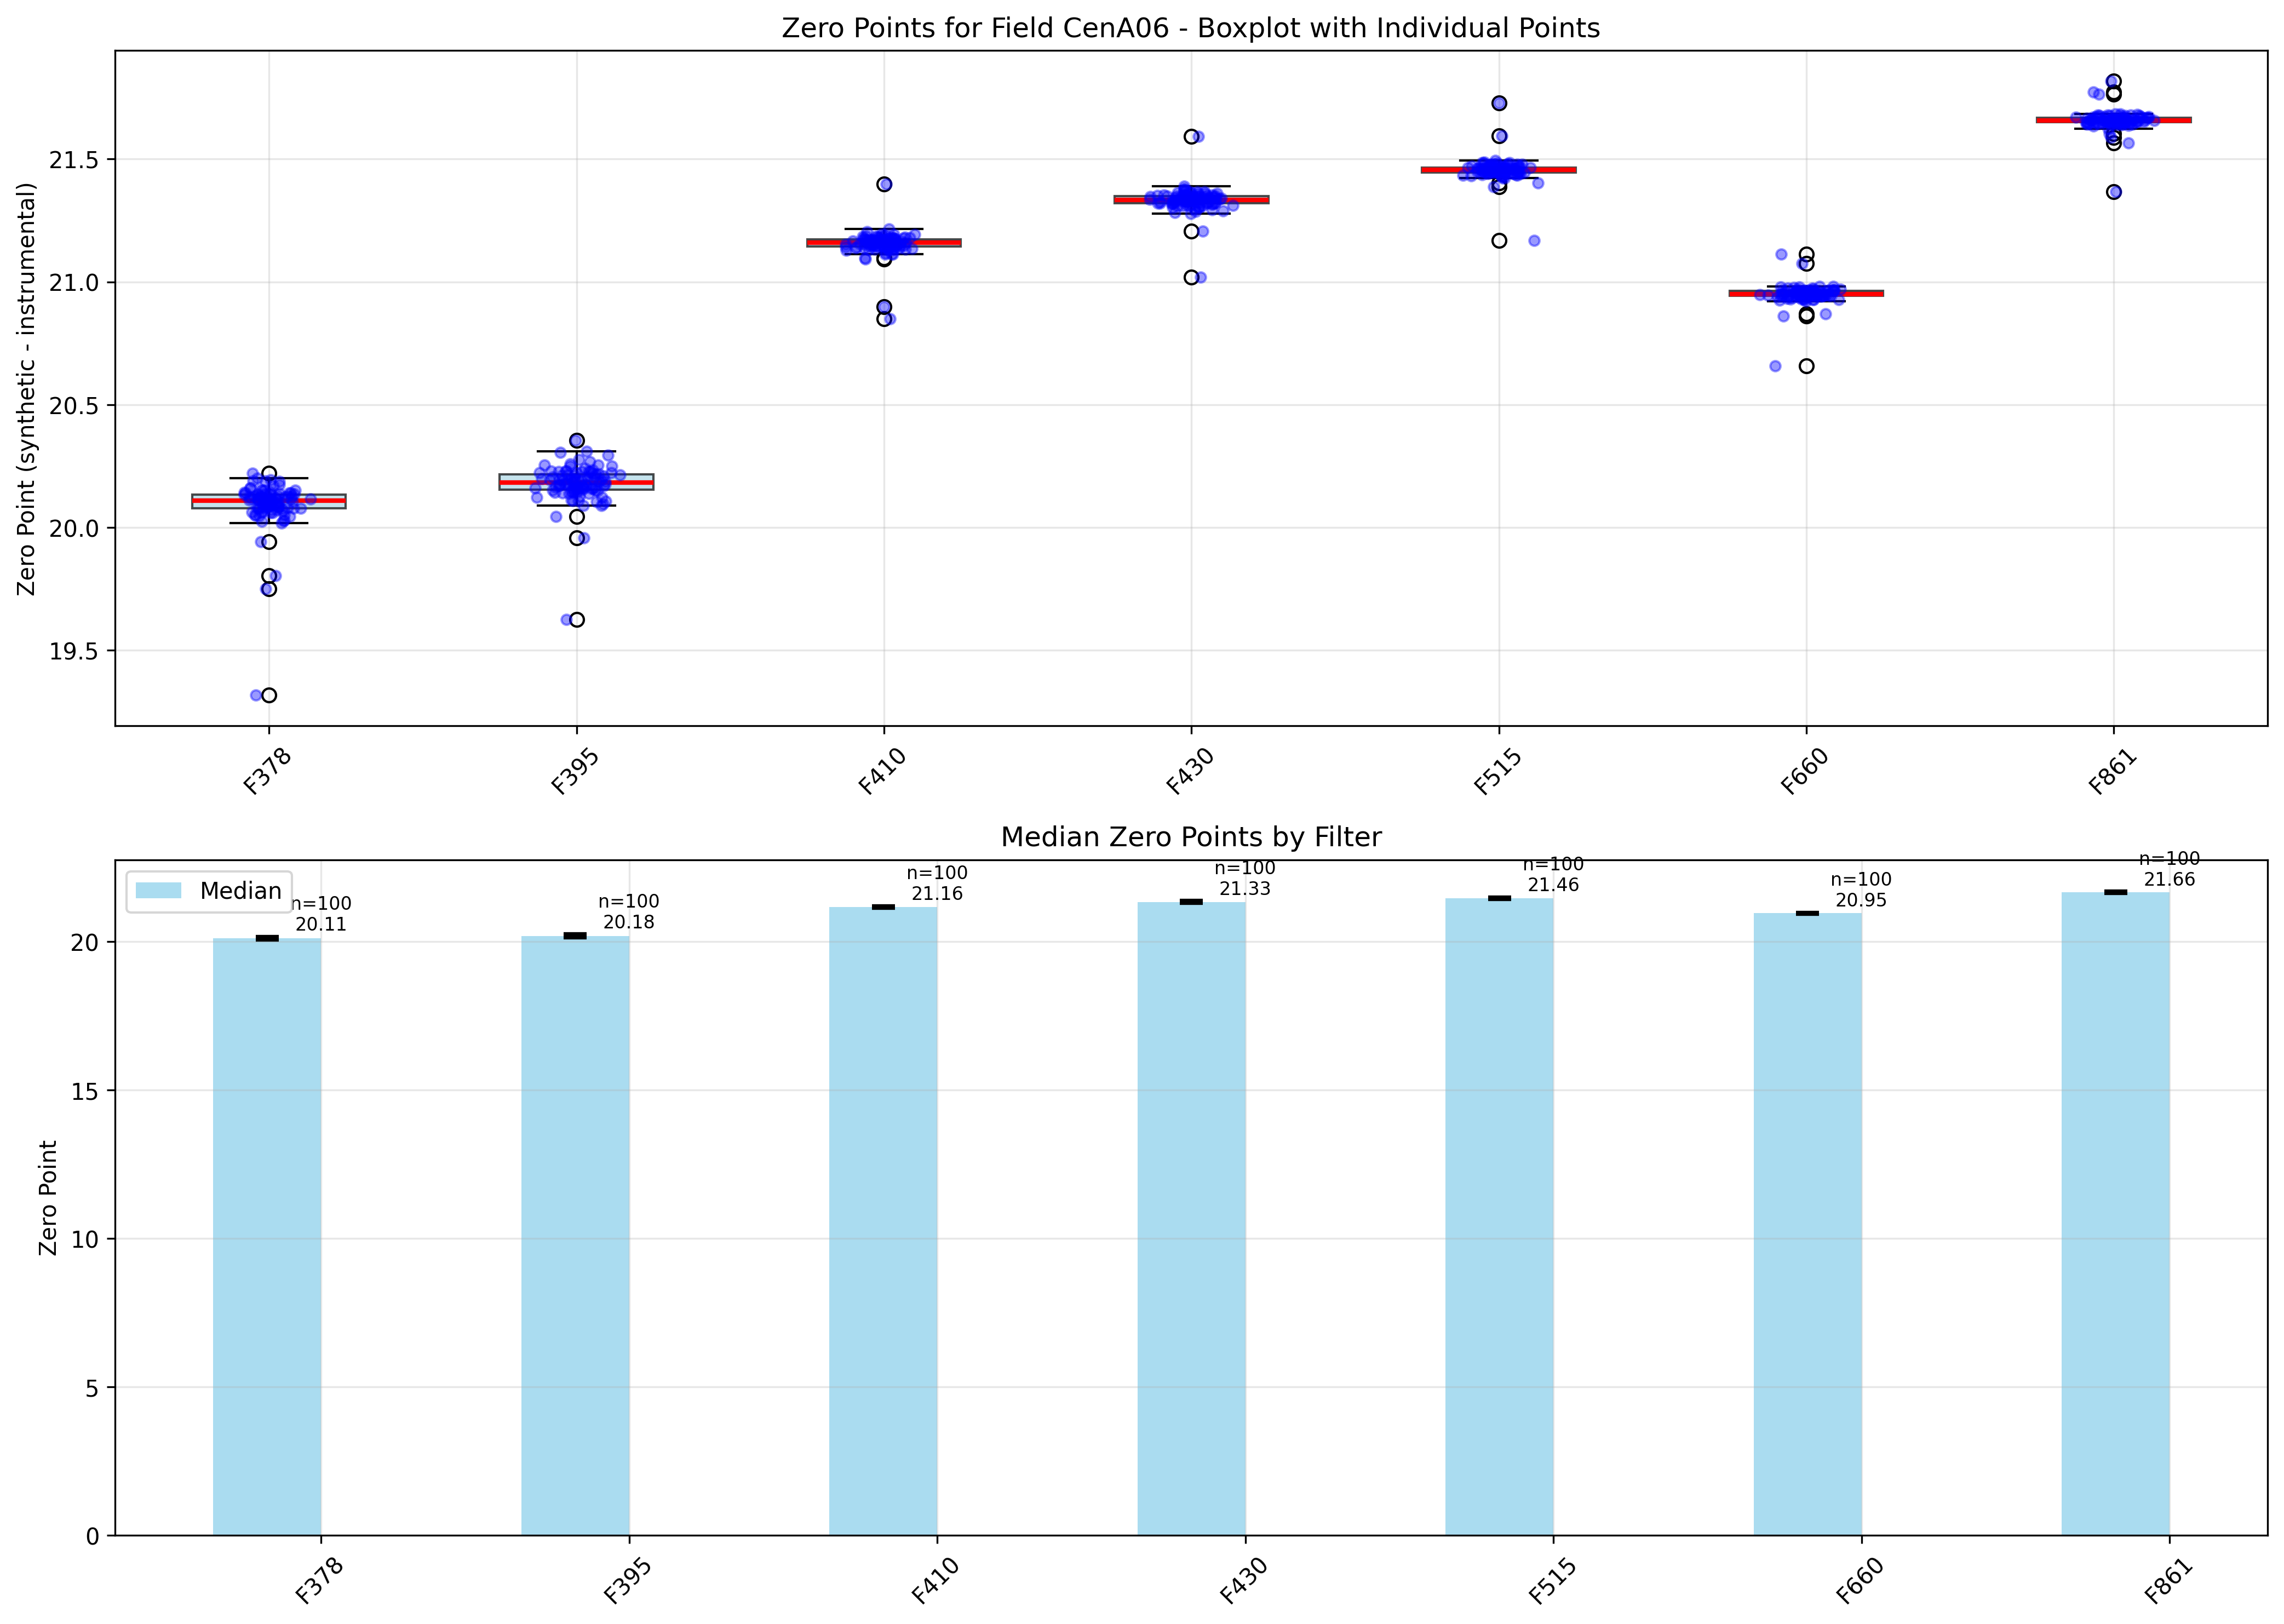 Zero Points for Field CenA06 - Boxplot with Individual Points
Zero Point (synthetic - instrumental)
21.5
21.0
20.5
20.0
19.5
F378
F395
F410
F430
F515
F660
F861
Median Zero Points by Filter
Median
n=100
20.11
n=100
20.18
n=100
21.16
n=100
21.33
n=100
21.46
n=100
20.95
n=100
21.66
Zero Point
20
15
10
5
0
F378
F395
F410
F430
F515
F660
F861